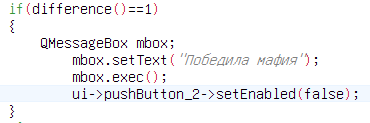 if(difference()==1)
{
QMessageBox mbox;
mbox.setText("Победила мафия");
mbox.exec();
ui->pushButton_2->setEnabled(false);
}